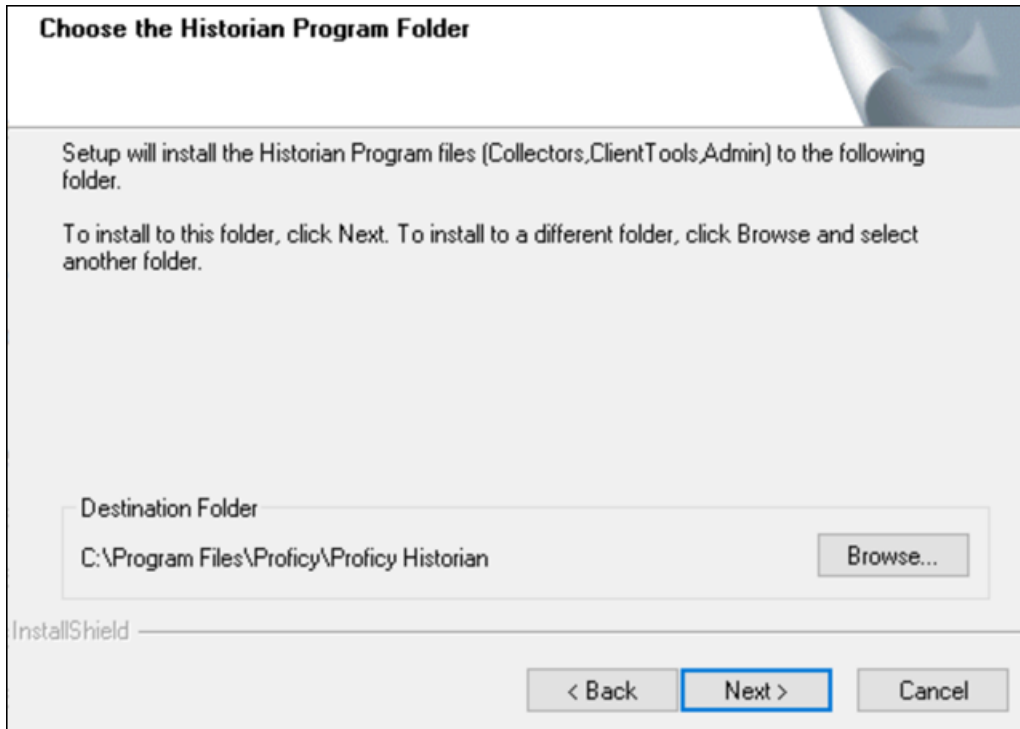 Choose the Historian Program Folder
Setup will install the Historian Program files (Collectors,ClientTools,Admin) to the following
folder.
To install to this folder, click Next. To install to a different folder, click Browse and select
another folder.
Destination Folder
C:\Program Files\Proficy\Proficy Historian
Browse...
InstallShield
< Back
Next >
Cancel